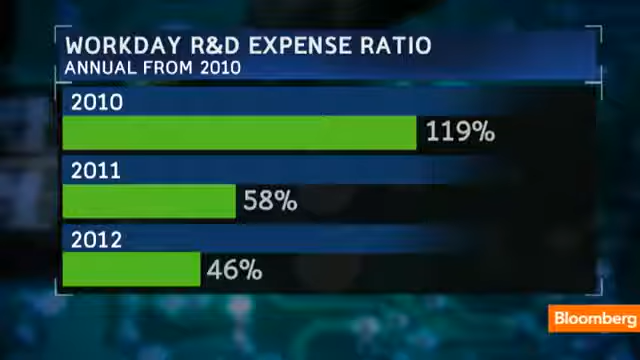 WORKDAY R&D EXPENSE RATIO
ANNUAL FROM 2010
2010
119%
2011
58%
2012
46%
Bloomberg